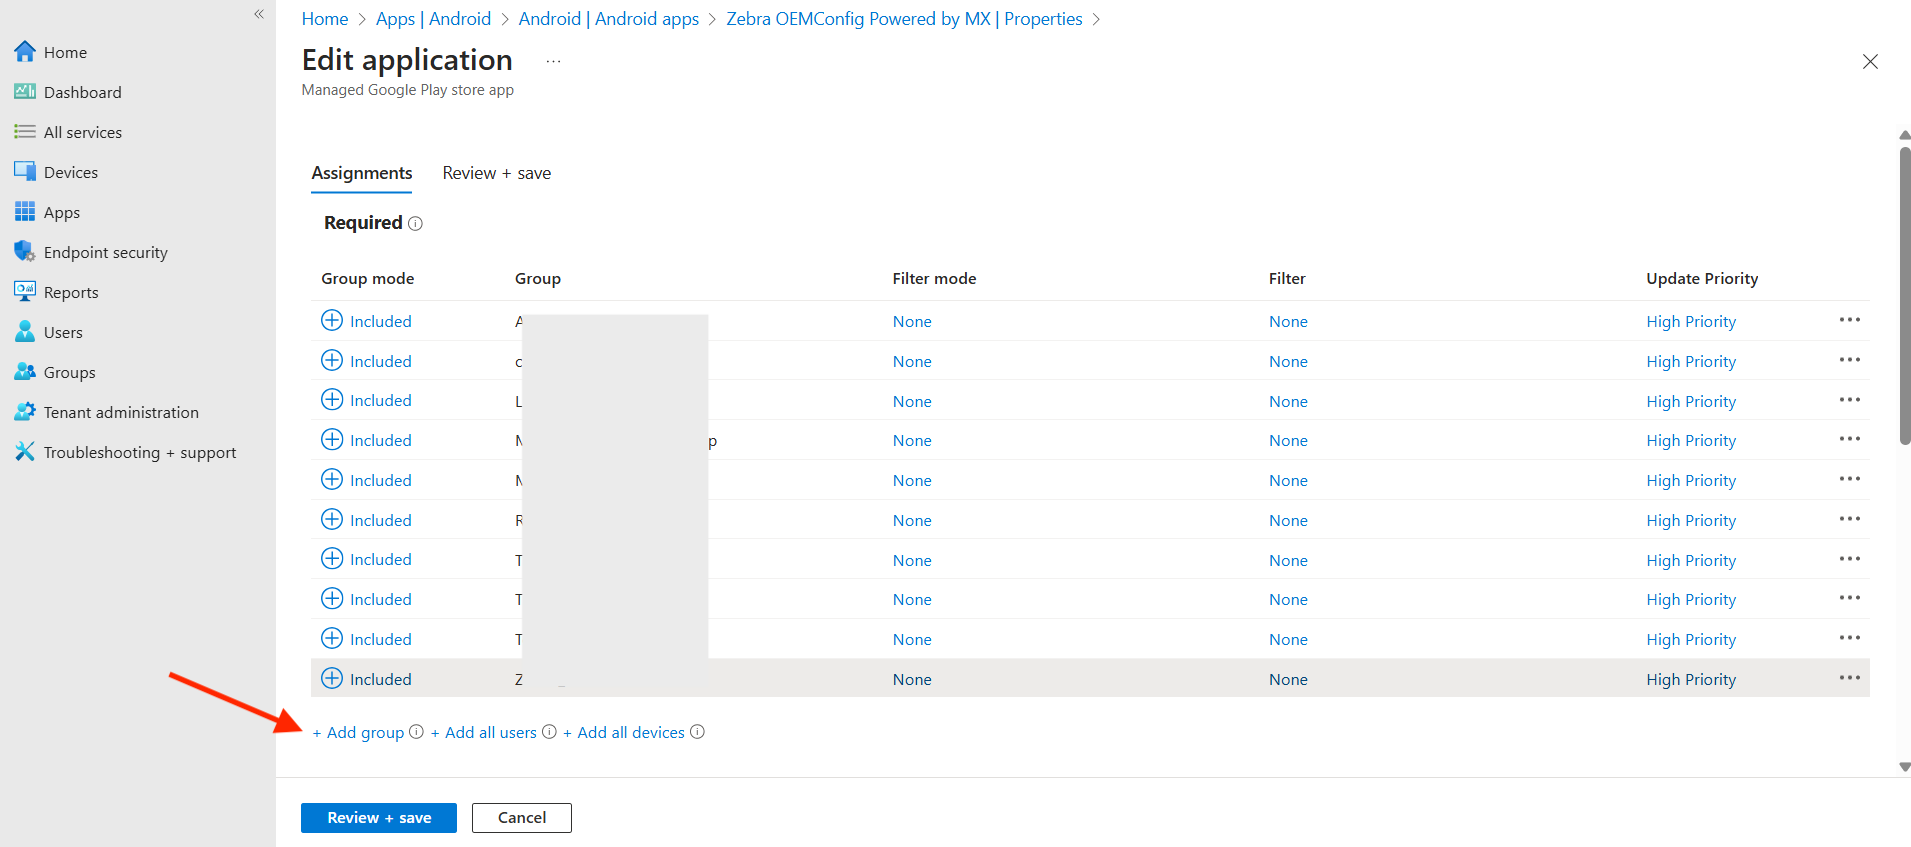 Home > Apps | Android > Android | Android apps > Zebra OEMConfig Powered by MX | Properties >
Edit application ...
Managed Google Play store app
Home
Dashboard
All services
Devices
Apps
Endpoint security
Reports
Users
Groups
Tenant administration
Troubleshooting + support
Assignments Review + save
Required
Group mode Group Filter mode Filter Update Priority
Included A None None High Priority
Included c None None High Priority
Included L None None High Priority
Included M p None None High Priority
Included M None None High Priority
Included R None None High Priority
Included T None None High Priority
Included T None None High Priority
Included T None None High Priority
Included Z None None High Priority
+ Add group + Add all users + Add all devices
Review + save Cancel